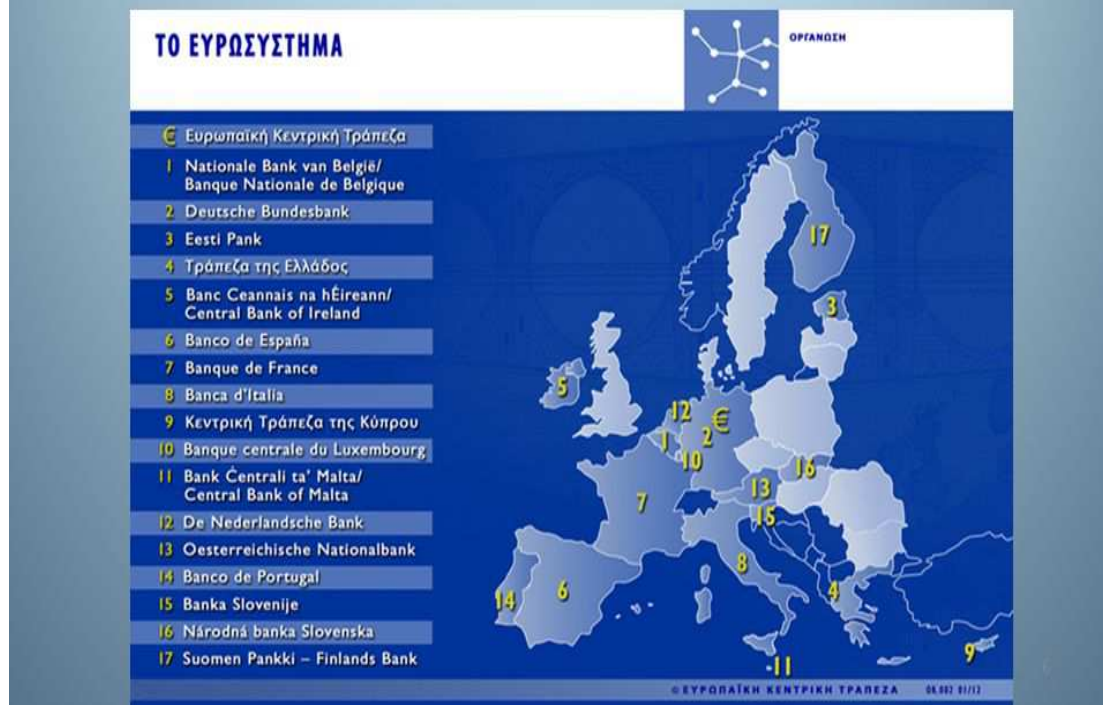 ΤΟ ΕΥΡΩΣΥΣΤΗΜΑ
ΟΡΓΑΝΩΣΗ
€ Ευρωπαϊκή Κεντρική Τράπεζα
1 Nationale Bank van België/
Banque Nationale de Belgique
2 Deutsche Bundesbank
3 Eesti Pank
4 Τράπεζα της Ελλάδος
5 Banc Ceannais na hÉireann/
Central Bank of Ireland
6 Banco de España
7 Banque de France
8 Banca d'Italia
9 Κεντρική Τράπεζα της Κύπρου
10 Banque centrale du Luxembourg
11 Bank Ċentrali ta' Malta/
Central Bank of Malta
12 De Nederlandsche Bank
13 Oesterreichische Nationalbank
14 Banco de Portugal
15 Banka Slovenije
16 Národná banka Slovenska
17 Suomen Pankki – Finlands Bank
17
3
5
12
€
1
2
10
16
13
7
15
8
14
6
4
9
11
© ΕΥΡΩΠΑΪΚΗ ΚΕΝΤΡΙΚΗ ΤΡΑΠΕΖΑ 06.002 01/12
6